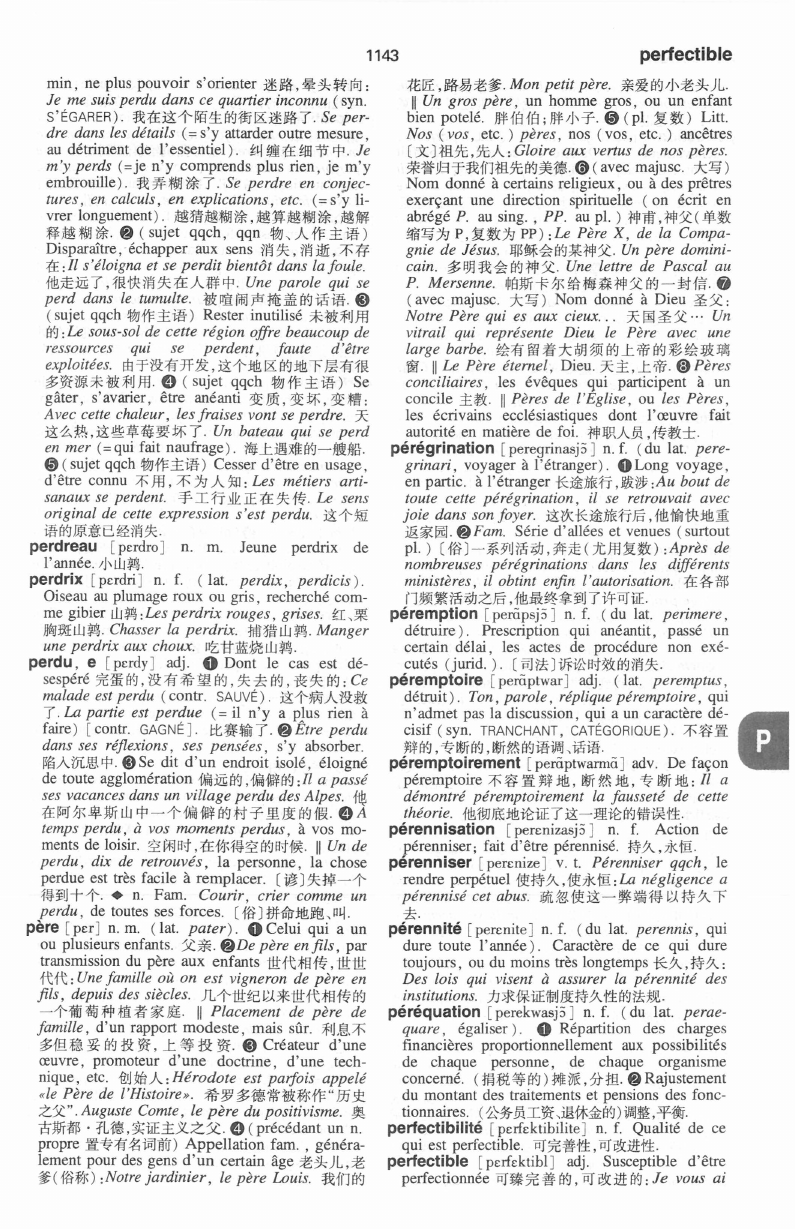 1143
perfectible
min, ne plus pouvoir s'orienter 迷路,晕头转向:
Je me suis perdu dans ce quartier inconnu (syn.
S'ÉGARER). 我在这个陌生的街区迷路了. Se per-
dre dans les détails (= s'y attarder outre mesure,
au détriment de l'essentiel). 纠缠在细节中. Je
m'y perds (=je n'y comprends plus rien, je m'y
embrouille). 我弄糊涂了. Se perdre en conjec-
tures, en calculs, en explications, etc. (=s'y li-
vrer longuement). 越猜越糊涂,越算越糊涂,越解
释越糊涂. ❷ (sujet qqch, qqn 物、人作主语)
Disparaître, échapper aux sens 消失,消逝,不存
在:Il s'éloigna et se perdit bientôt dans la foule.
他走远了,很快消失在人群中. Une parole qui se
perd dans le tumulte. 被喧闹声掩盖的话语. ❸
(sujet qqch 物作主语) Rester inutilisé 未被利用
的:Le sous-sol de cette région offre beaucoup de
ressources qui se perdent, faute d'être
exploitées. 由于没有开发,这个地区的地下层有很
多资源未被利用. ❹ (sujet qqch 物作主语) Se
gâter, s'avarier, être anéanti 变质,变坏,变糟:
Avec cette chaleur, les fraises vont se perdre. 天
这么热,这些草莓要坏了. Un bateau qui se perd
en mer (=qui fait naufrage). 海上遇难的一艘船.
❺ (sujet qqch 物作主语) Cesser d'être en usage,
d'être connu 不用,不为人知:Les métiers arti-
sanaux se perdent. 手工行业正在失传. Le sens
original de cette expression s'est perdu. 这个短
语的原意已经消失.
perdreau [pɛrdro] n. m. Jeune perdrix de
l'année. 小山鹑.
perdrix [pɛrdri] n. f. (lat. perdix, perdicis).
Oiseau au plumage roux ou gris, recherché com-
me gibier 山鹑:Les perdrix rouges, grises. 红、栗
胸斑山鹑. Chasser la perdrix. 捕猎山鹑. Manger
une perdrix aux choux. 吃甘蓝烧山鹑.
perdu, e [pɛrdy] adj. ❶ Dont le cas est dé-
sespéré 完蛋的,没有希望的,失去的,丧失的:Ce
malade est perdu (contr. SAUVÉ). 这个病人没救
了. La partie est perdue (= il n'y a plus rien à
faire) [contr. GAGNÉ]. 比赛输了. ❷ Être perdu
dans ses réflexions, ses pensées, s'y absorber.
陷入沉思中. ❸ Se dit d'un endroit isolé, éloigné
de toute agglomération 偏远的,偏僻的:Il a passé
ses vacances dans un village perdu des Alpes. 他
在阿尔卑斯山中一个偏僻的村子里度的假. ❹ À
temps perdu, à vos moments perdus, à vos mo-
ments de loisir. 空闲时,在你得空的时候. ‖ Un de
perdu, dix de retrouvés, la personne, la chose
perdue est très facile à remplacer. [谚]失掉一个
得到十个. ◆ n. Fam. Courir, crier comme un
perdu, de toutes ses forces. [俗]拼命地跑、叫.
père [pɛr] n. m. (lat. pater). ❶ Celui qui a un
ou plusieurs enfants. 父亲. ❷ De père en fils, par
transmission du père aux enfants 世代相传,世世
代代:Une famille où on est vigneron de père en
fils, depuis des siècles. 几个世纪以来世代相传的
一个葡萄种植者家庭. ‖ Placement de père de
famille, d'un rapport modeste, mais sûr. 利息不
多但稳妥的投资,上等投资. ❸ Créateur d'une
œuvre, promoteur d'une doctrine, d'une tech-
nique, etc. 创始人:Hérodote est parfois appelé
«le Père de l'Histoire». 希罗多德常被称作“历史
之父”. Auguste Comte, le père du positivisme. 奥
古斯都·孔德,实证主义之父. ❹ (précédant un n.
propre 置专有名词前) Appellation fam., généra-
lement pour des gens d'un certain âge 老头儿,老
爹(俗称):Notre jardinier, le père Louis. 我们的
花匠,路易老爹. Mon petit père. 亲爱的小老头儿.
‖ Un gros père, un homme gros, ou un enfant
bien potelé. 胖伯伯;胖小子. ❺ (pl. 复数) Litt.
Nos (vos, etc.) pères, nos (vos, etc.) ancêtres
[文]祖先,先人:Gloire aux vertus de nos pères.
荣誉归于我们祖先的美德. ❻ (avec majusc. 大写)
Nom donné à certains religieux, ou à des prêtres
exerçant une direction spirituelle (on écrit en
abrégé P. au sing., PP. au pl.) 神甫,神父(单数
缩写为 P,复数为 PP):Le Père X, de la Compa-
gnie de Jésus. 耶稣会的某神父. Un père domini-
cain. 多明我会的神父. Une lettre de Pascal au
P. Mersenne. 帕斯卡尔给梅森神父的一封信. ❼
(avec majusc. 大写) Nom donné à Dieu 圣父:
Notre Père qui es aux cieux... 天国圣父… Un
vitrail qui représente Dieu le Père avec une
large barbe. 绘有留着大胡须的上帝的彩绘玻璃
窗. ‖ Le Père éternel, Dieu. 天主,上帝. ❽ Pères
conciliaires, les évêques qui participent à un
concile 主教. ‖ Pères de l'Église, ou les Pères,
les écrivains ecclésiastiques dont l'œuvre fait
autorité en matière de foi. 神职人员,传教士.
pérégrination [peregrinasjɔ̃] n. f. (du lat. pere-
grinari, voyager à l'étranger). ❶ Long voyage,
en partic. à l'étranger 长途旅行,跋涉:Au bout de
toute cette pérégrination, il se retrouvait avec
joie dans son foyer. 这次长途旅行后,他愉快地重
返家园. ❷ Fam. Série d'allées et venues (surtout
pl.) [俗]一系列活动,奔走(尤用复数):Après de
nombreuses pérégrinations dans les différents
ministères, il obtint enfin l'autorisation. 在各部
门频繁活动之后,他最终拿到了许可证.
péremption [perɑ̃psjɔ̃] n. f. (du lat. perimere,
détruire). Prescription qui anéantit, passé un
certain délai, les actes de procédure non exé-
cutés (jurid.). [司法]诉讼时效的消失.
péremptoire [perɑ̃ptwar] adj. (lat. peremptus,
détruit). Ton, parole, réplique péremptoire, qui
n'admet pas la discussion, qui a un caractère dé-
cisif (syn. TRANCHANT, CATÉGORIQUE). 不容置
辩的,专断的,断然的语调、话语.
péremptoirement [perɑ̃ptwarmɑ̃] adv. De façon
péremptoire 不容置辩地,断然地,专断地:Il a
démontré péremptoirement la fausseté de cette
théorie. 他彻底地论证了这一理论的错误性.
pérennisation [perɛnizasjɔ̃] n. f. Action de
pérenniser; fait d'être pérennisé. 持久,永恒.
pérenniser [perɛnize] v. t. Pérenniser qqch, le
rendre perpétuel 使持久,使永恒:La négligence a
pérennisé cet abus. 疏忽使这一弊端得以持久下
去.
pérennité [perɛnite] n. f. (du lat. perennis, qui
dure toute l'année). Caractère de ce qui dure
toujours, ou du moins très longtemps 长久,持久:
Des lois qui visent à assurer la pérennité des
institutions. 力求保证制度持久性的法规.
péréquation [perekwasjɔ̃] n. f. (du lat. perae-
quare, égaliser). ❶ Répartition des charges
financières proportionnellement aux possibilités
de chaque personne, de chaque organisme
concerné. (捐税等的)摊派,分担. ❷ Rajustement
du montant des traitements et pensions des fonc-
tionnaires. (公务员工资、退休金的)调整,平衡.
perfectibilité [pɛrfɛktibilite] n. f. Qualité de ce
qui est perfectible. 可完善性,可改进性.
perfectible [pɛrfɛktibl] adj. Susceptible d'être
perfectionnée 可臻完善的,可改进的:Je vous ai
P